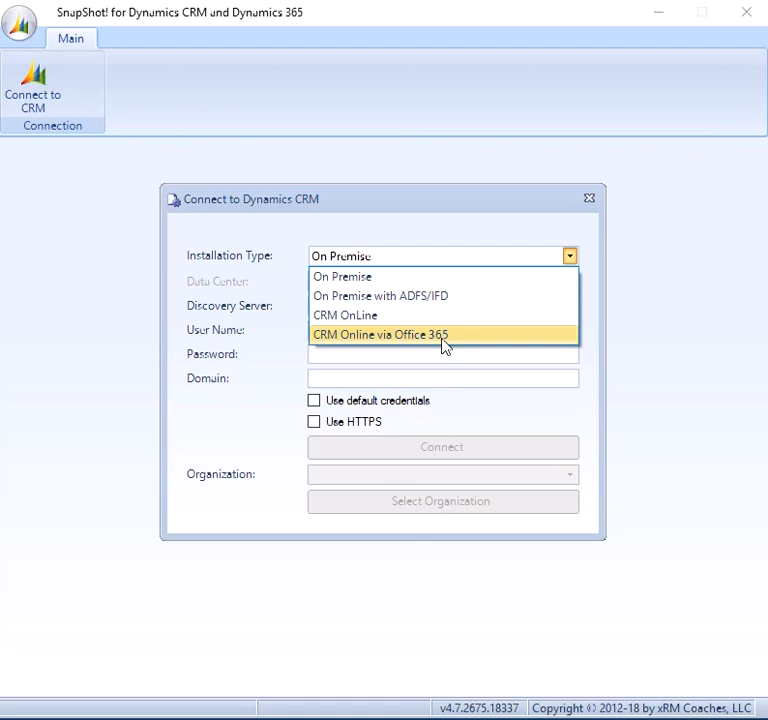 SnapShot! for Dynamics CRM and Dynamics 365
Main
Connect to
CRM
Connection
Connect to Dynamics CRM
Installation Type:
On Premise
On Premise
On Premise with ADFS/IFD
CRM OnLine
CRM Online via Office 365
Data Center:
Discovery Server:
User Name:
Password:
Domain:
Use default credentials
Use HTTPS
Connect
Organization:
Select Organization
v4.7.2675.18337
Copyright © 2012-18 by xRM Coaches, LLC